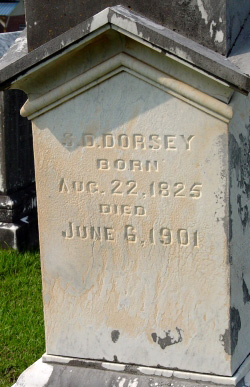 S. G. DORSEY
BORN
AUG. 22, 1825
DIED
JUNE 6, 1901